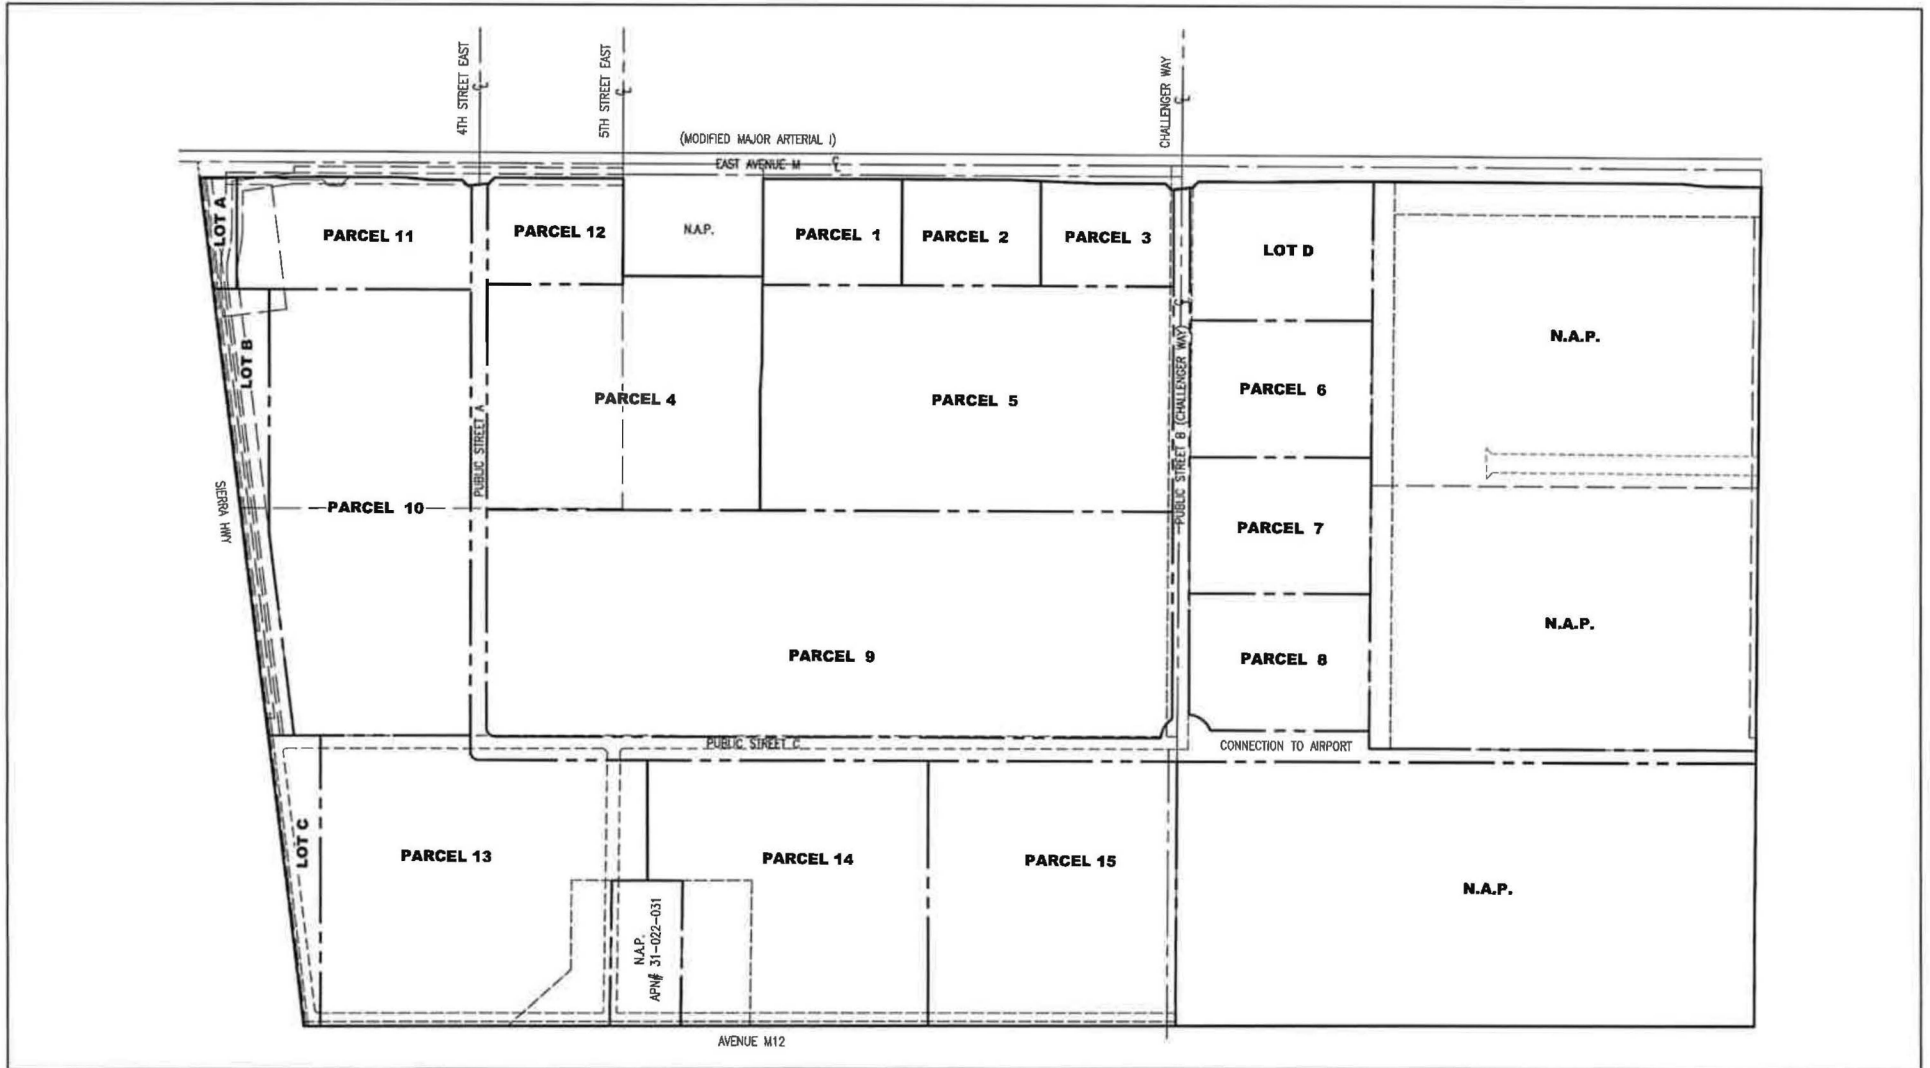 4TH STREET EAST
5TH STREET EAST
CHALLENGER WAY
(MODIFIED MAJOR ARTERIAL I)
EAST AVENUE M
LOT A
PARCEL 11
PARCEL 12
N.A.P.
PARCEL 1
PARCEL 2
PARCEL 3
LOT D
N.A.P.
LOT B
PARCEL 4
PARCEL 5
PUBLIC STREET B (CHALLENGER WAY)
PARCEL 6
PUBLIC STREET A
SIERRA HWY
PARCEL 10
PARCEL 7
N.A.P.
PARCEL 9
PARCEL 8
PUBLIC STREET C
CONNECTION TO AIRPORT
LOT C
PARCEL 13
PARCEL 14
PARCEL 15
N.A.P.
N.A.P.
APN# 31-022-031
AVENUE M12